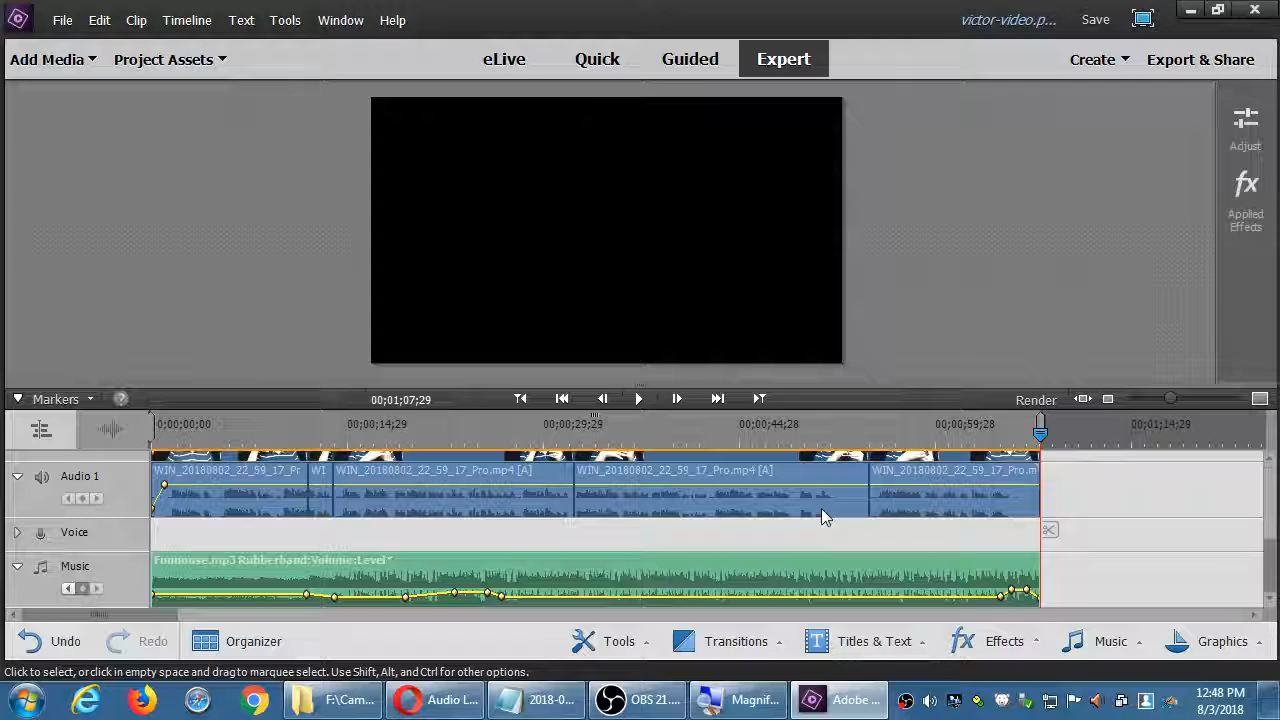 File Edit Clip Timeline Text Tools Window Help victor-video.p... Save
Add Media Project Assets eLive Quick Guided Expert Create Export & Share
Adjust
Applied
Effects
Markers 00;01;07;29 Render
0;00;00;00 00;00;14;29 00;00;29;29 00;00;44;28 00;00;59;28 00;01;14;29
Audio 1 WIN_20180802_22_59_17_Pr WI WIN_20180802_22_59_17_Pro.mp4 [A] WIN_20180802_22_59_17_Pro.mp4 [A] WIN_20180802_22_59_17_Pro.m
Voice
Music .mp3 Rubberband:Volume:Level
Undo Redo Organizer Tools Transitions T Titles & Text fx Effects Music Graphics
Click to select, orclick in empty space and drag to marquee select. Use Shift, Alt, and Ctrl for other options.
F:\Cam... Audio L... 2018-0... OBS 21.... Magnif... Adobe ... 12:48 PM
8/3/2018